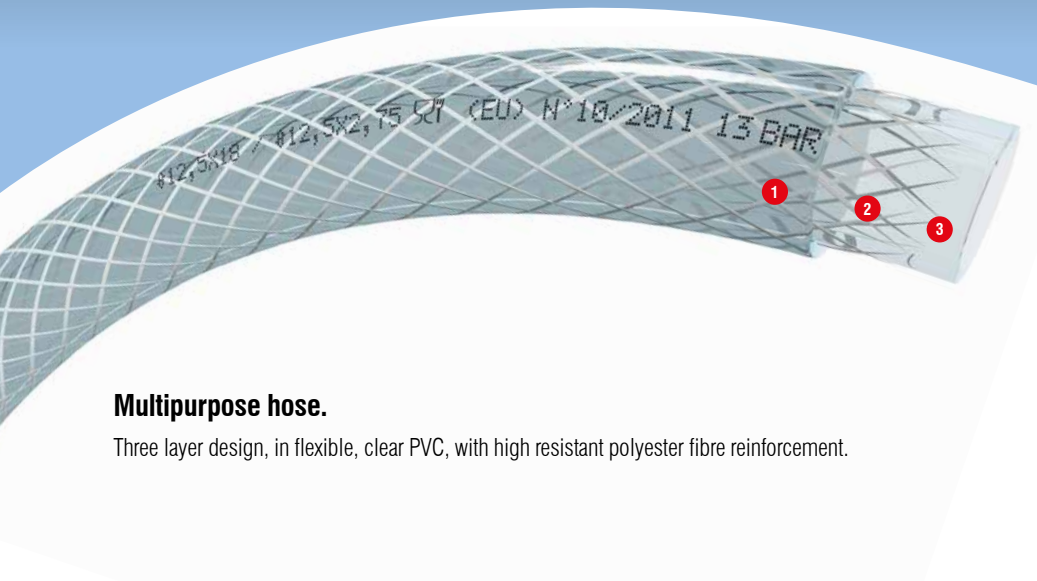 ø12,5X18 / ø12,5X2,75 (EU) N°10/2011 13 BAR
1
2
3
Multipurpose hose.
Three layer design, in flexible, clear PVC, with high resistant polyester fibre reinforcement.